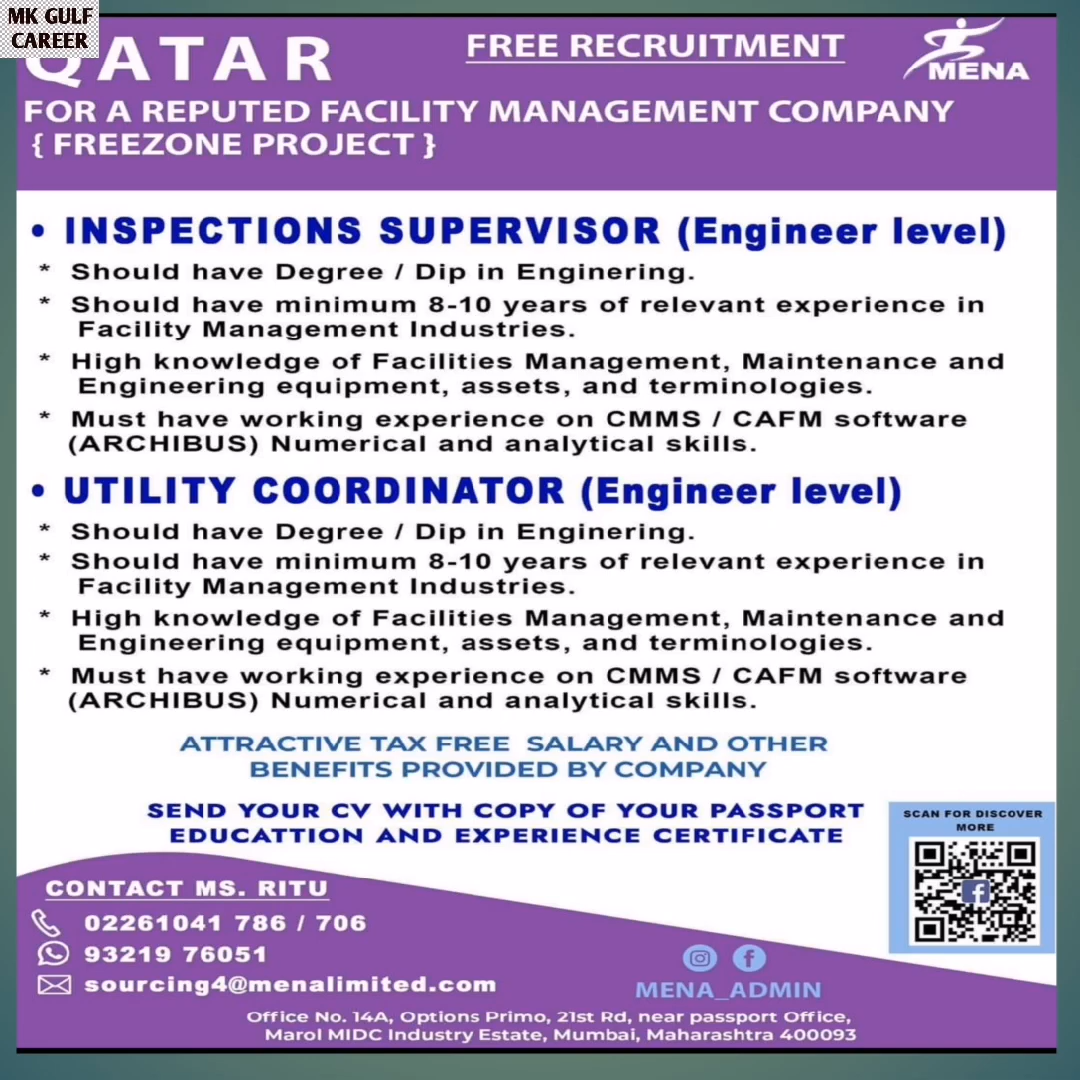 MK GULF
CAREER
QATAR
FREE RECRUITMENT
MENA
FOR A REPUTED FACILITY MANAGEMENT COMPANY
{ FREEZONE PROJECT }
• INSPECTIONS SUPERVISOR (Engineer level)
* Should have Degree / Dip in Enginering.
* Should have minimum 8-10 years of relevant experience in
Facility Management Industries.
* High knowledge of Facilities Management, Maintenance and
Engineering equipment, assets, and terminologies.
* Must have working experience on CMMS / CAFM software
(ARCHIBUS) Numerical and analytical skills.
• UTILITY COORDINATOR (Engineer level)
* Should have Degree / Dip in Enginering.
* Should have minimum 8-10 years of relevant experience in
Facility Management Industries.
* High knowledge of Facilities Management, Maintenance and
Engineering equipment, assets, and terminologies.
* Must have working experience on CMMS / CAFM software
(ARCHIBUS) Numerical and analytical skills.
ATTRACTIVE TAX FREE SALARY AND OTHER
BENEFITS PROVIDED BY COMPANY
SEND YOUR CV WITH COPY OF YOUR PASSPORT
EDUCATTION AND EXPERIENCE CERTIFICATE
SCAN FOR DISCOVER
MORE
CONTACT MS. RITU
02261041 786 / 706
93219 76051
sourcing4@menalimited.com
MENA_ADMIN
Office No. 14A, Options Primo, 21st Rd, near passport Office,
Marol MIDC Industry Estate, Mumbai, Maharashtra 400093